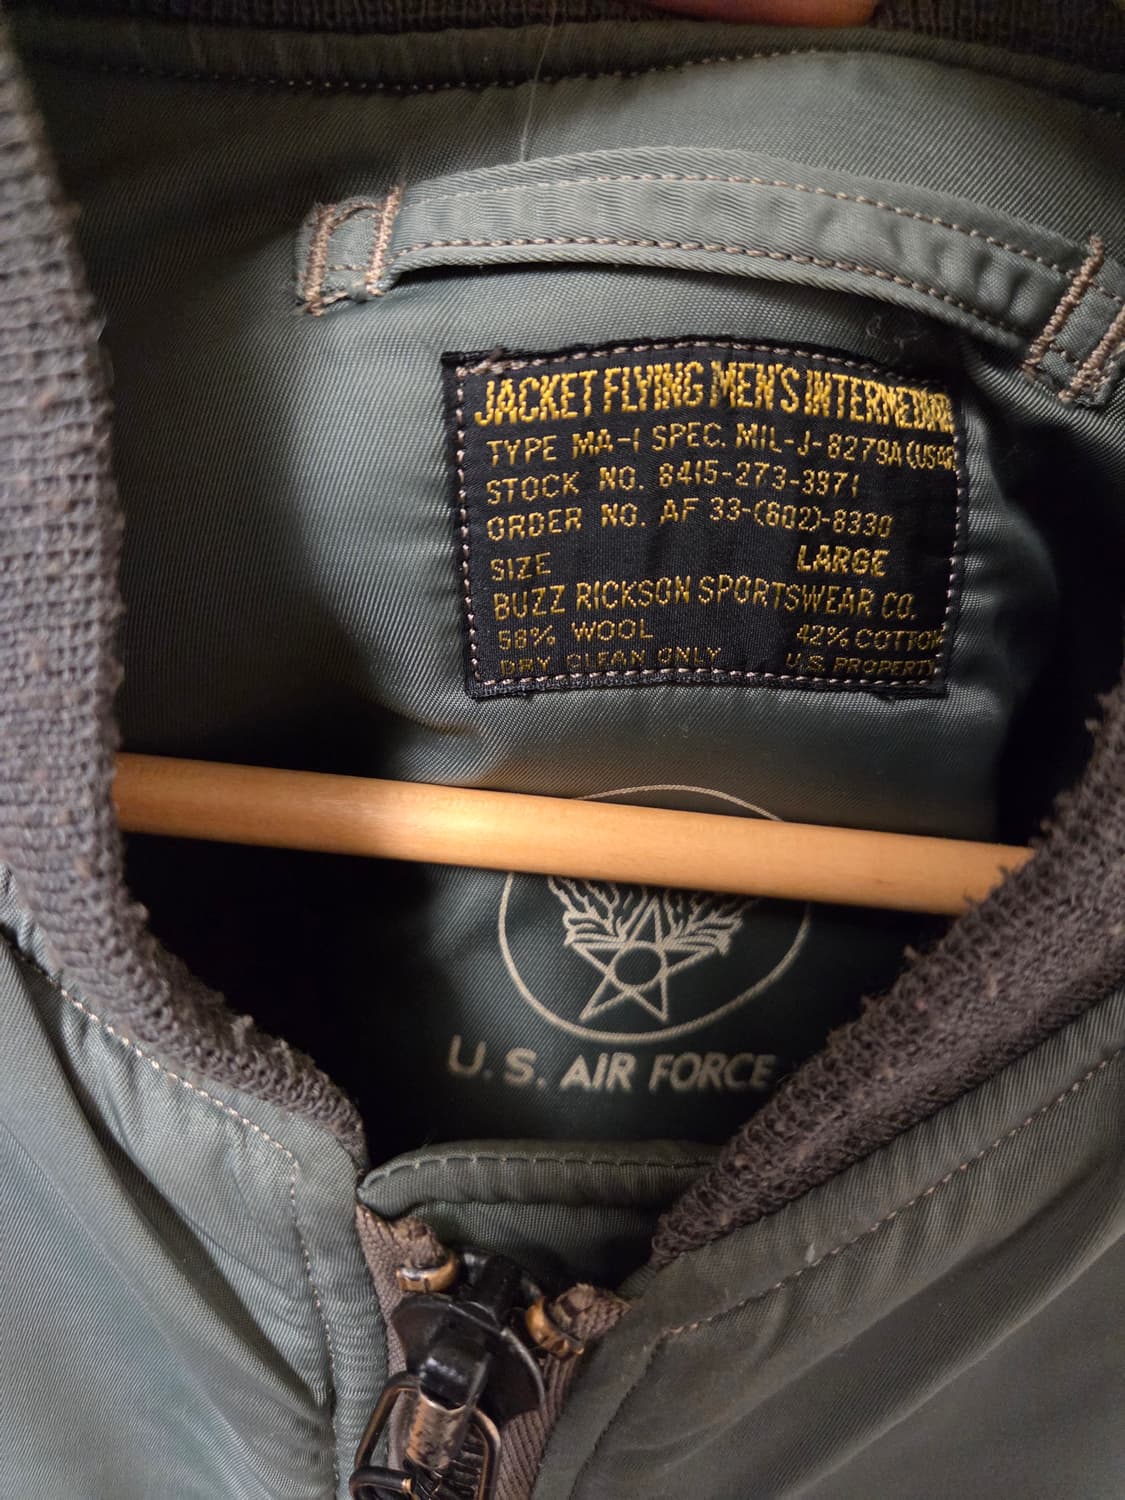 JACKET FLYING MEN'S INTERMEDIATE
TYPE MA-1 SPEC. MIL-J-8279A (USAF
STOCK NO. 8415-273-3971
ORDER NO. AF 33-(602)-8330
SIZE LARGE
BUZZ RICKSON SPORTSWEAR CO.
58% WOOL 42% COTTON
DRY CLEAN ONLY U.S. PROPERTY
U.S. AIR FORCE